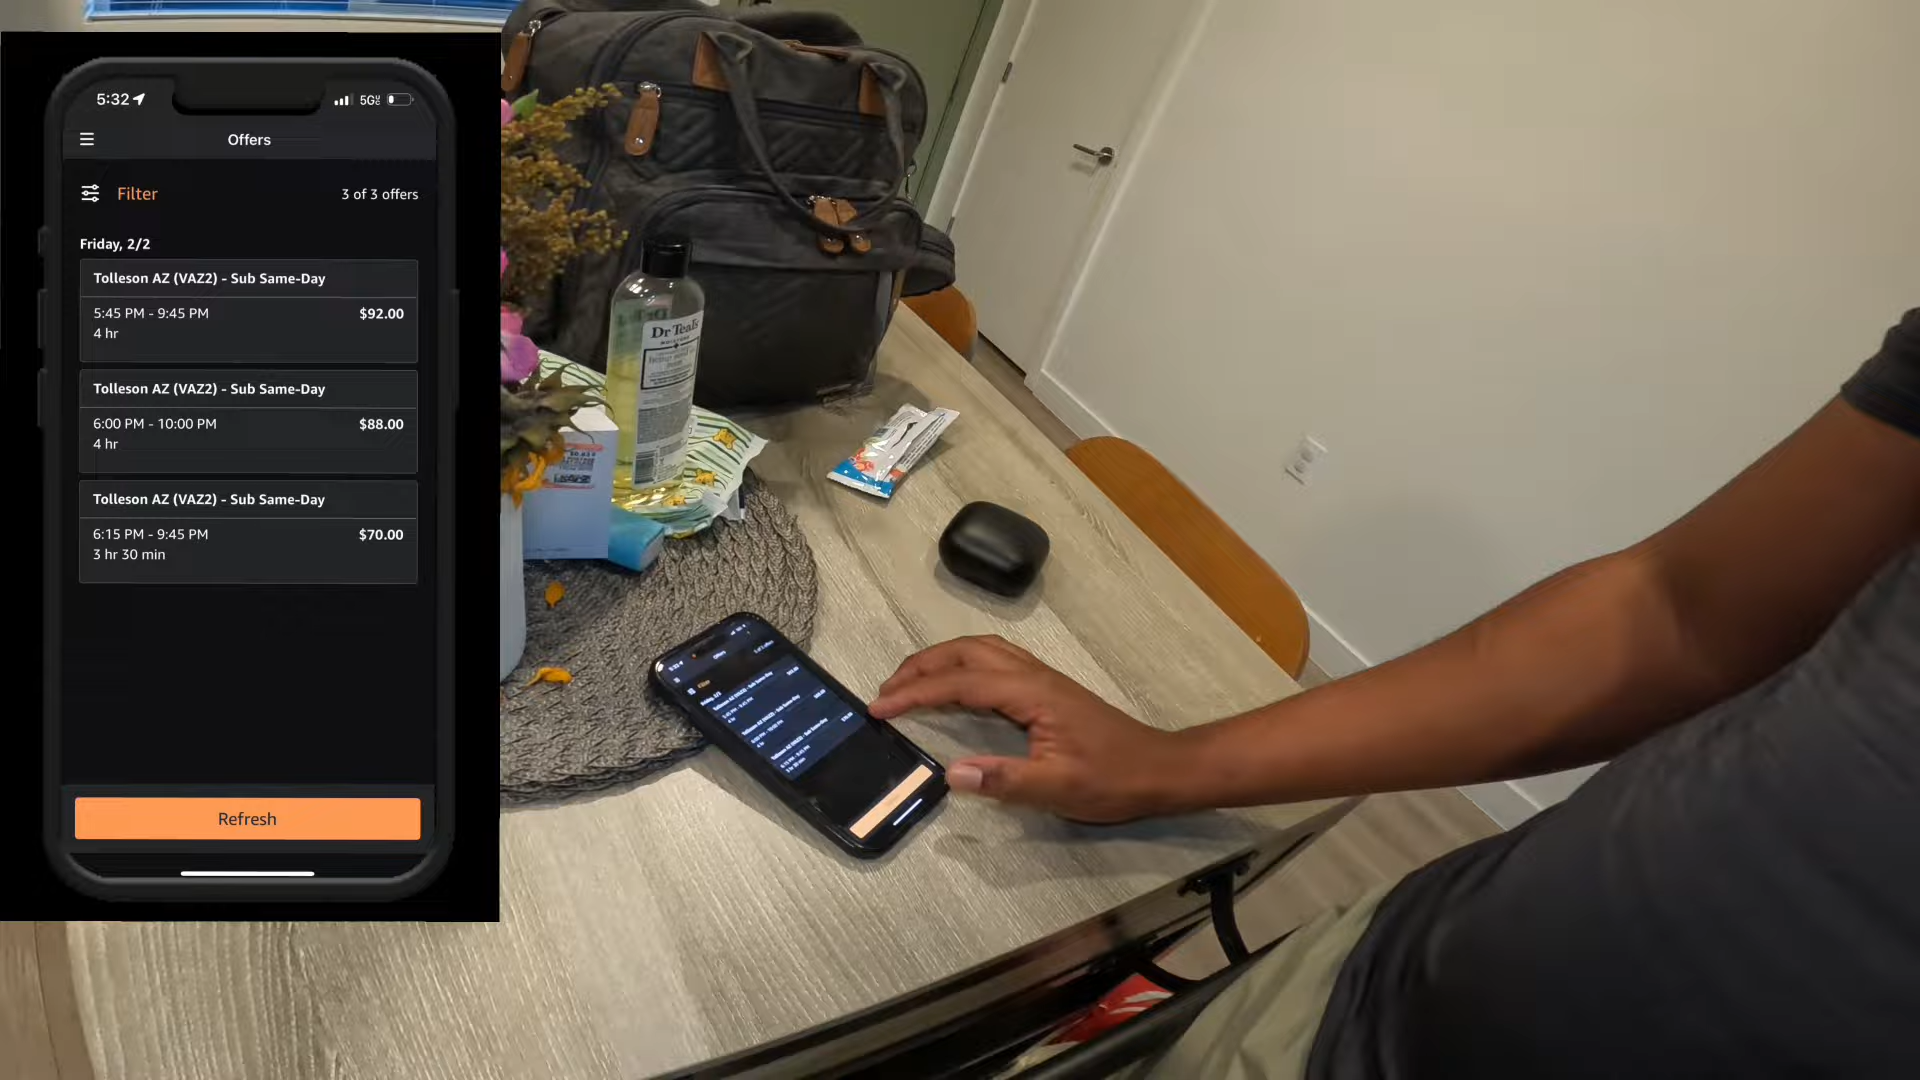 5:32
5G
Offers
Filter
3 of 3 offers
Friday, 2/2
Tolleson AZ (VAZ2) - Sub Same-Day
5:45 PM - 9:45 PM
$92.00
4 hr
Tolleson AZ (VAZ2) - Sub Same-Day
6:00 PM - 10:00 PM
$88.00
4 hr
Tolleson AZ (VAZ2) - Sub Same-Day
6:15 PM - 9:45 PM
$70.00
3 hr 30 min
Refresh
Dr Teal's